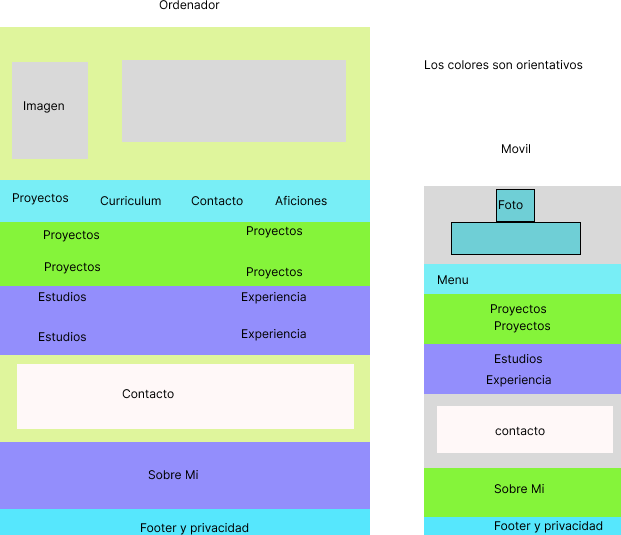 Ordenador
Imagen
Proyectos Curriculum Contacto Aficiones
Proyectos Proyectos
Proyectos Proyectos
Estudios Experiencia
Estudios Experiencia
Contacto
Sobre Mi
Footer y privacidad
Los colores son orientativos
Movil
Foto
Menu
Proyectos
Proyectos
Estudios
Experiencia
contacto
Sobre Mi
Footer y privacidad